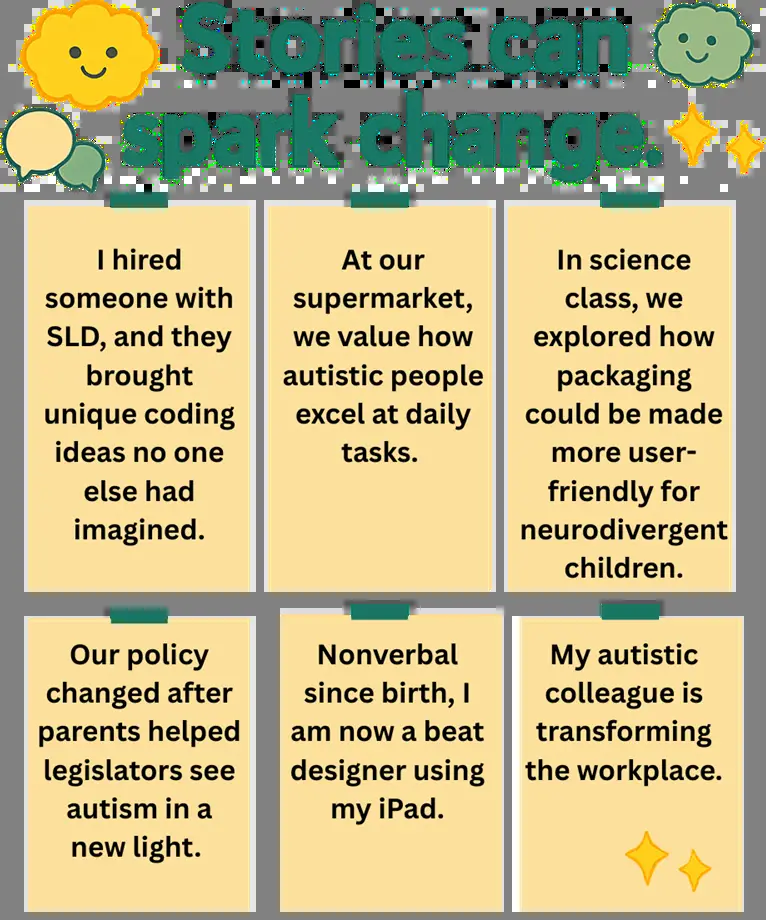 Stories can
spark change.
I hired
someone with
SLD, and they
brought
unique coding
ideas no one
else had
imagined.
At our
supermarket,
we value how
autistic people
excel at daily
tasks.
In science
class, we
explored how
packaging
could be made
more user-
friendly for
neurodivergent
children.
Our policy
changed after
parents helped
legislators see
autism in a
new light.
Nonverbal
since birth, I
am now a beat
designer using
my iPad.
My autistic
colleague is
transforming
the workplace.